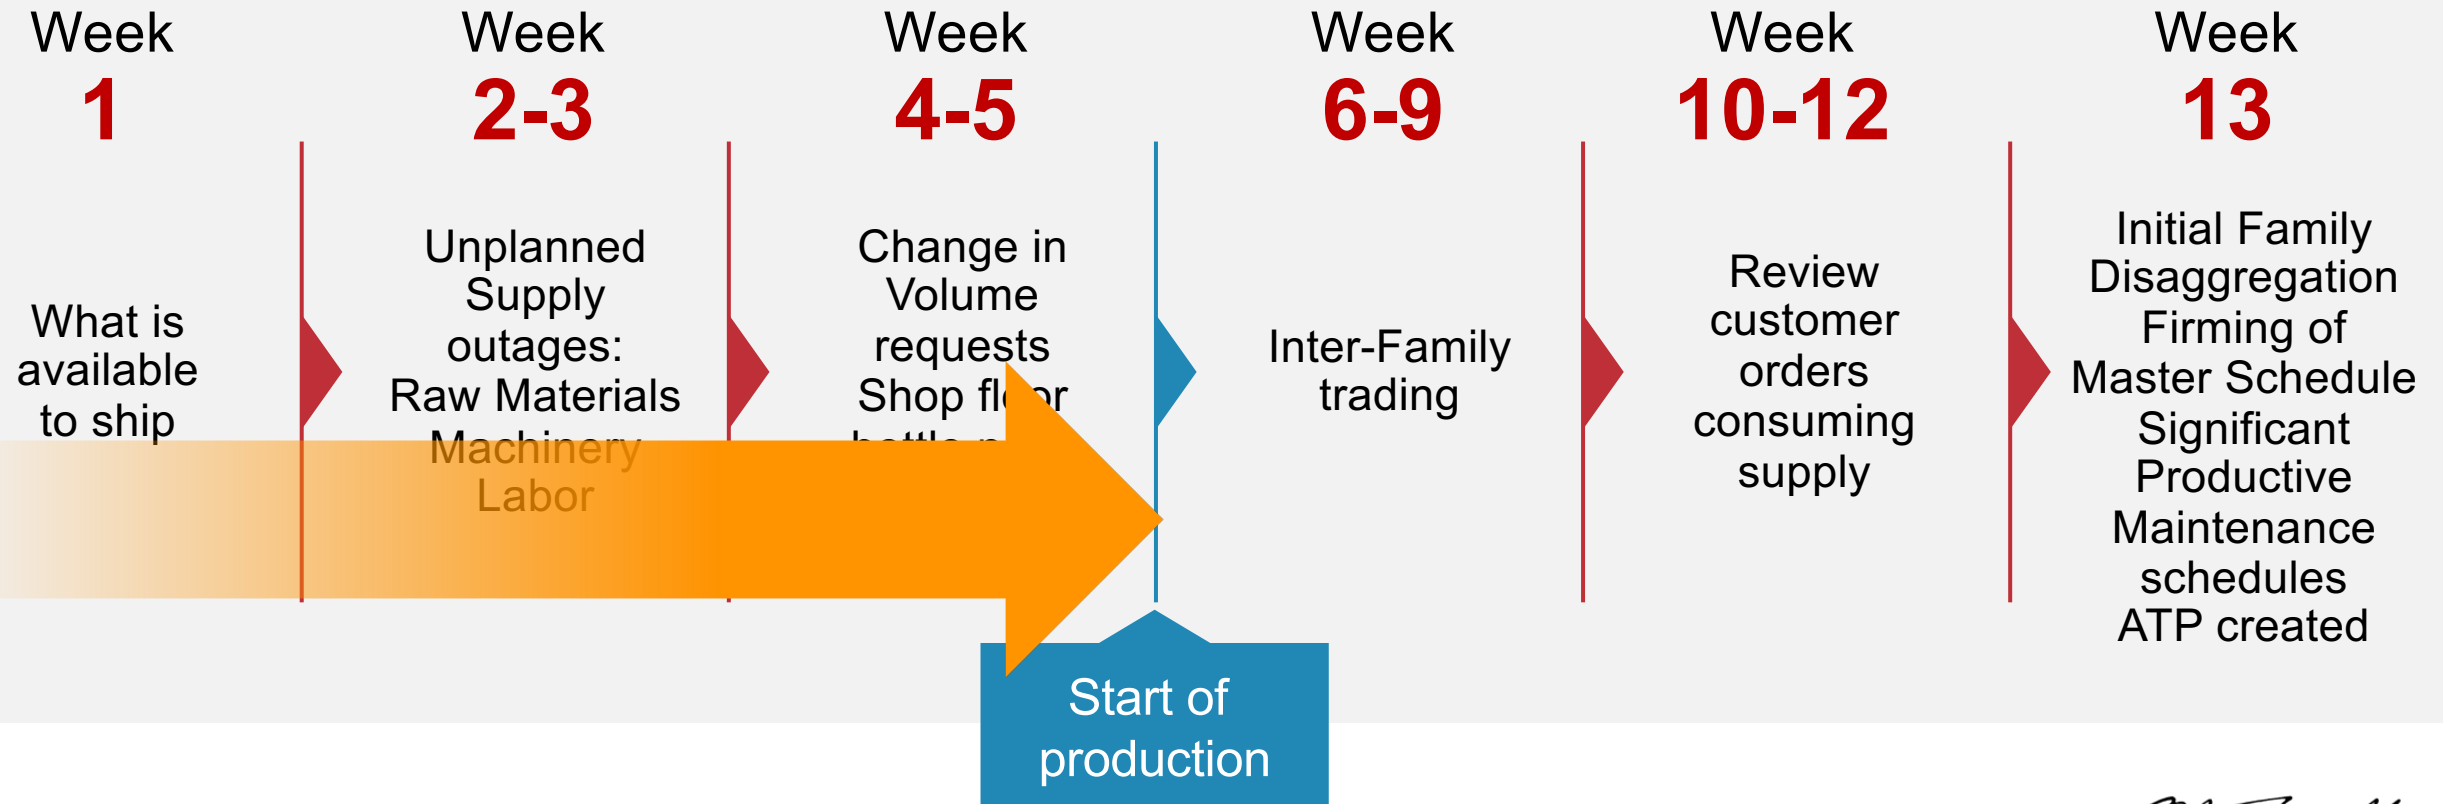 Week
1
What is
available
to ship
Week
2-3
Unplanned
Supply
outages:
Raw Materials
Machinery
Labor
Week
4-5
Change in
Volume
requests
Shop floor
Week
6-9
Inter-Family
trading
Week
10-12
Review
customer
orders
consuming
supply
Week
13
Initial Family
Disaggregation
Firming of
Master Schedule
Significant
Productive
Maintenance
schedules
ATP created
Start of
production